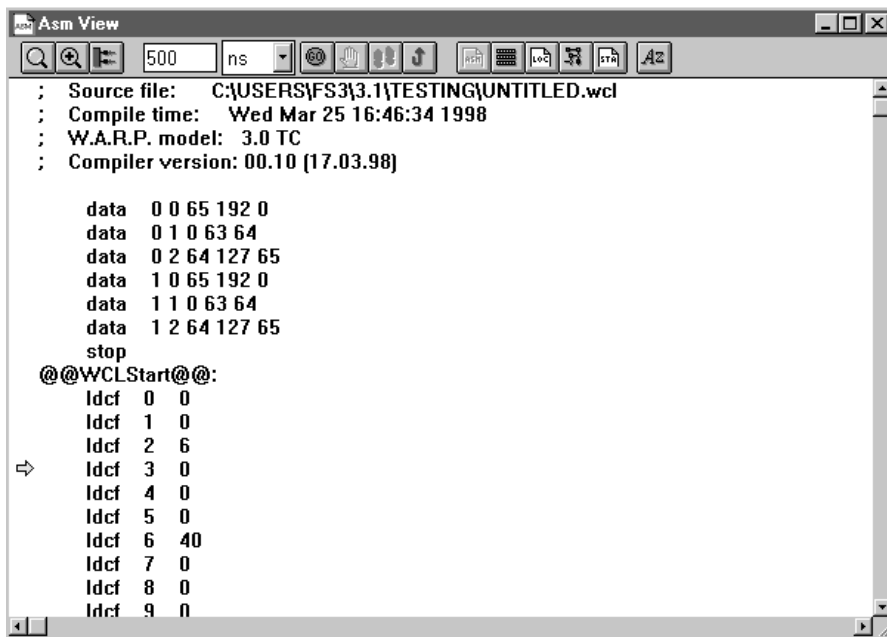 Asm View
500 ns GO ASM LOC STA Az
; Source file: C:\USERS\FS3\3.1\TESTING\UNTITLED.wcl
; Compile time: Wed Mar 25 16:46:34 1998
; W.A.R.P. model: 3.0 TC
; Compiler version: 00.10 (17.03.98)
data 0 0 65 192 0
data 0 1 0 63 64
data 0 2 64 127 65
data 1 0 65 192 0
data 1 1 0 63 64
data 1 2 64 127 65
stop
@@WCLStart@@:
ldcf 0 0
ldcf 1 0
ldcf 2 6
ldcf 3 0
ldcf 4 0
ldcf 5 0
ldcf 6 40
ldcf 7 0
ldcf 8 0
ldcf 9 0